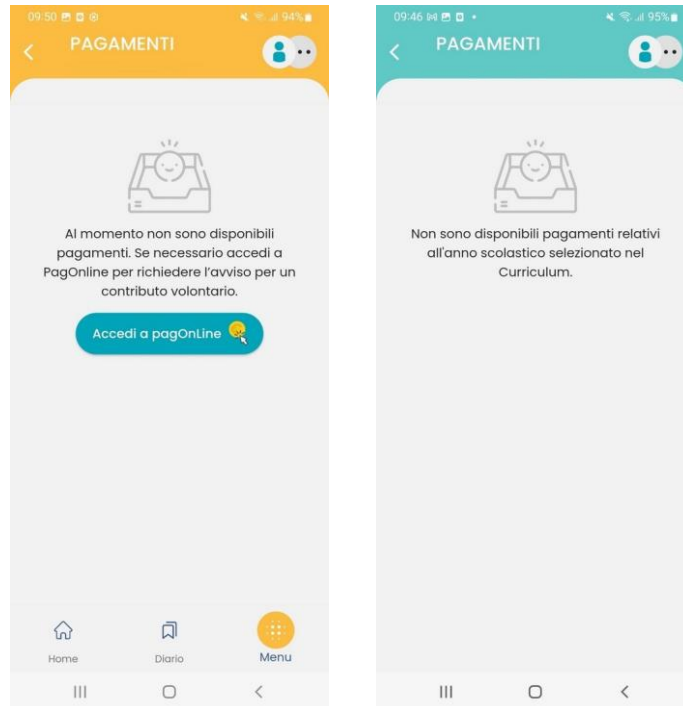 09:50 94%
PAGAMENTI
Al momento non sono disponibili
pagamenti. Se necessario accedi a
PagOnline per richiedere l'avviso per un
contributo volontario.
Accedi a pagOnLine
Home Diario Menu
09:46 95%
PAGAMENTI
Non sono disponibili pagamenti relativi
all'anno scolastico selezionato nel
Curriculum.